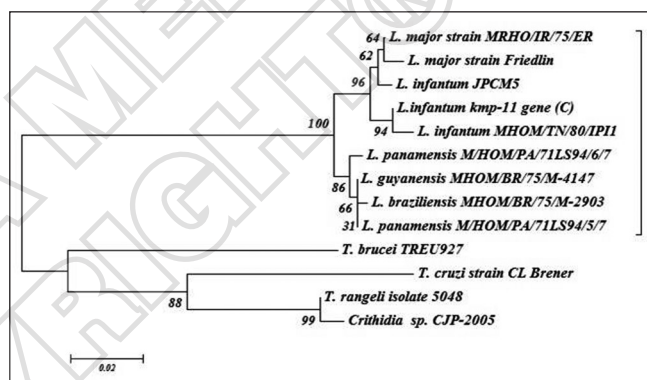 64
L. major strain MRHO/IR/75/ER
62
L. major strain Friedlin
96
L. infantum JPCM5
L.infantum kmp-11 gene (C)
100
94
L. infantum MHOM/TN/80/IPI1
L. panamensis M/HOM/PA/71LS94/6/7
86
L. guyanensis MHOM/BR/75/M-4147
66
L. braziliensis MHOM/BR/75/M-2903
31
L. panamensis M/HOM/PA/71LS94/5/7
T. brucei TREU927
T. cruzi strain CL Brener
88
T. rangeli isolate 5048
99
Crithidia sp. CJP-2005
0.02